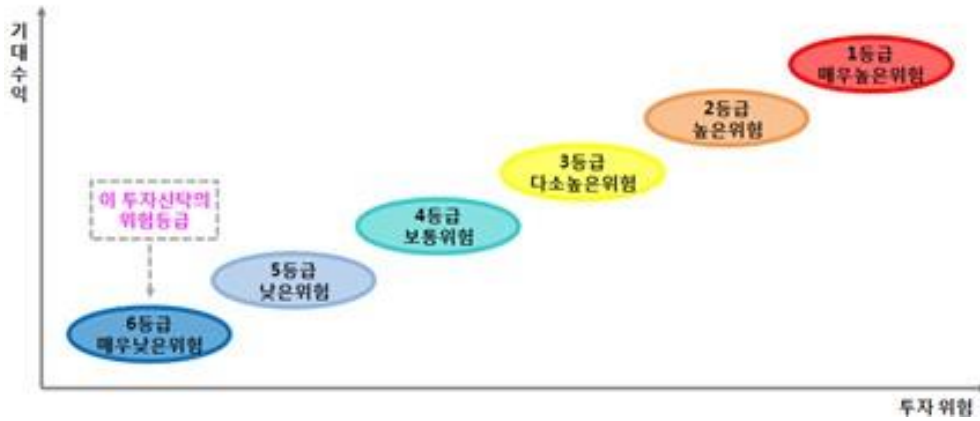 기대수익
1등급
매우높은위험
2등급
높은위험
3등급
다소높은위험
이 투자신탁의
위험등급
4등급
보통위험
5등급
낮은위험
6등급
매우낮은위험
투자 위험